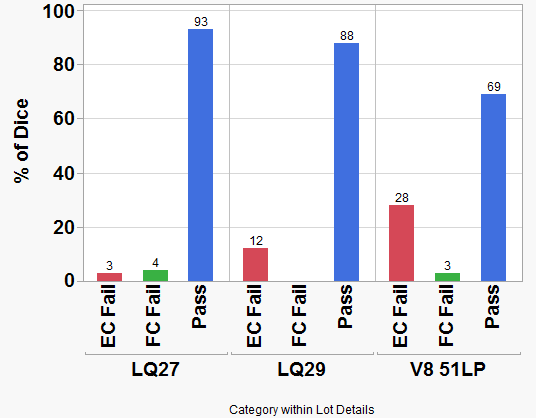 % of Dice
100
80
60
40
20
0
3
4
93
12
88
28
3
69
EC Fail
FC Fail
Pass
EC Fail
FC Fail
Pass
EC Fail
FC Fail
Pass
LQ27
LQ29
V8 51LP
Category within Lot Details